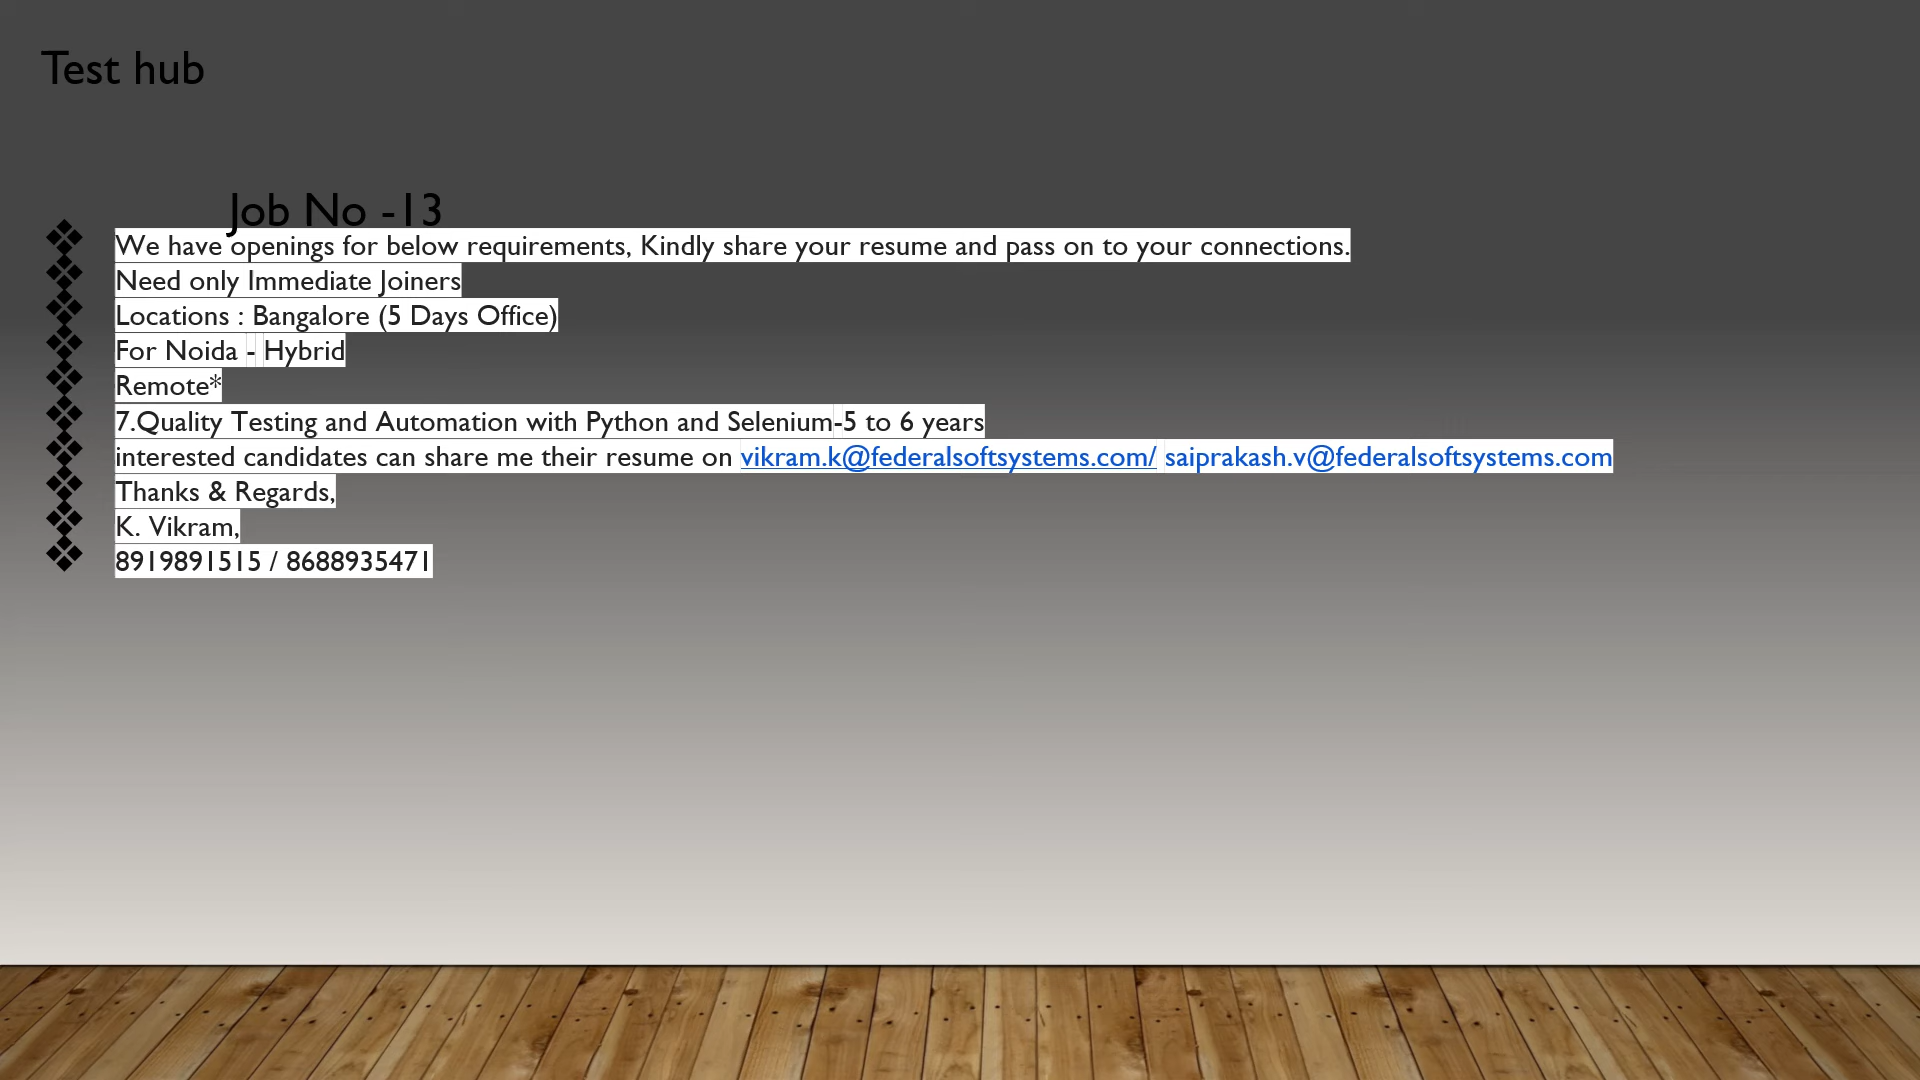 Test hub
Job No -13
We have openings for below requirements, Kindly share your resume and pass on to your connections.
Need only Immediate Joiners
Locations : Bangalore (5 Days Office)
For Noida - Hybrid
Remote*
7.Quality Testing and Automation with Python and Selenium-5 to 6 years
interested candidates can share me their resume on vikram.k@federalsoftsystems.com/ saiprakash.v@federalsoftsystems.com
Thanks & Regards,
K. Vikram,
8919891515 / 8688935471